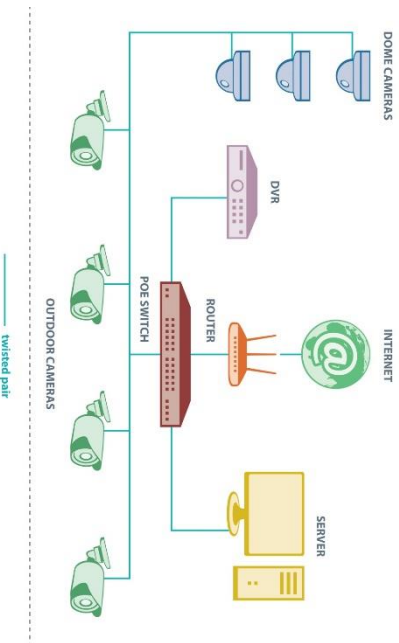 DOME CAMERAS
DVR
INTERNET
ROUTER
SERVER
POE SWITCH
OUTDOOR CAMERAS
twisted pair